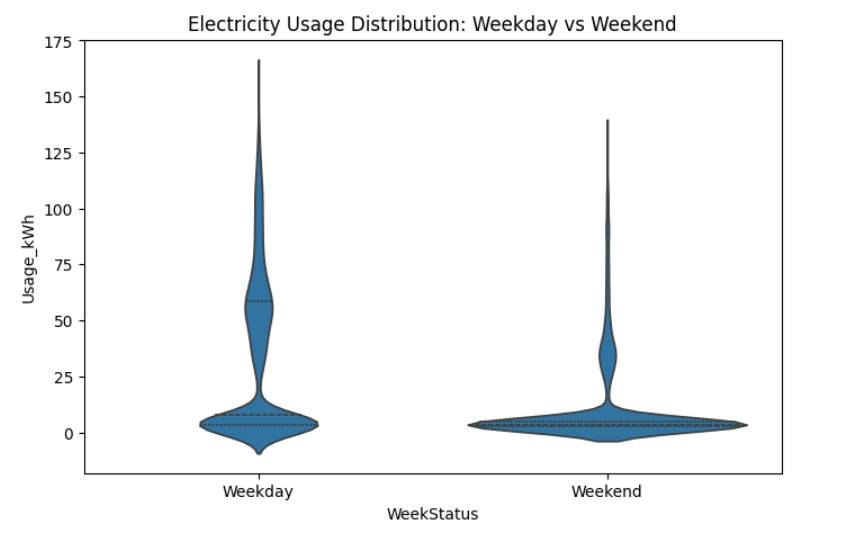 Electricity Usage Distribution: Weekday vs Weekend
175
150
125
100
75
50
25
0
Usage_kWh
Weekday
Weekend
WeekStatus